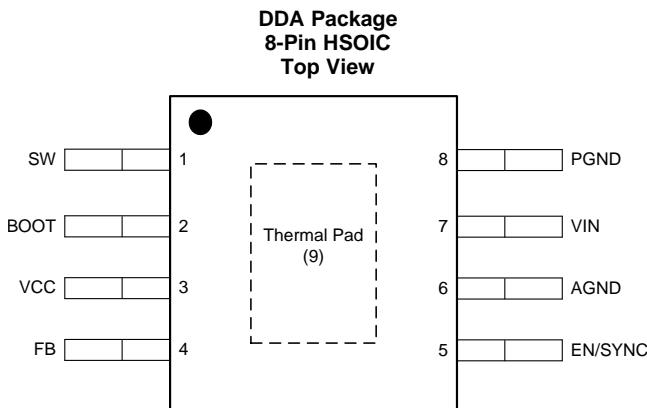 DDA Package
8-Pin HSOIC
Top View
SW 1 8 PGND
BOOT 2 7 VIN
Thermal Pad
(9)
VCC 3 6 AGND
FB 4 5 EN/SYNC